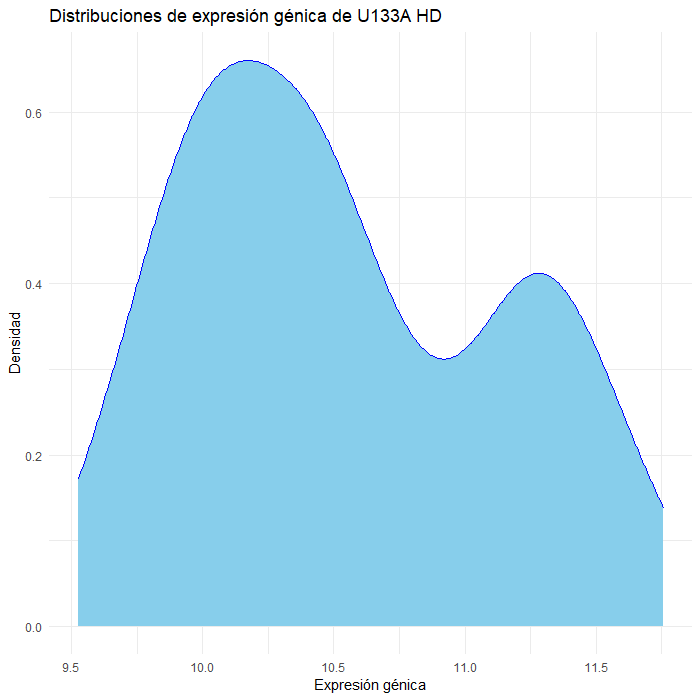 Distribuciones de expresión génica de U133A HD
0.6
0.4
0.2
0.0
Densidad
9.5 10.0 10.5 11.0 11.5
Expresión génica